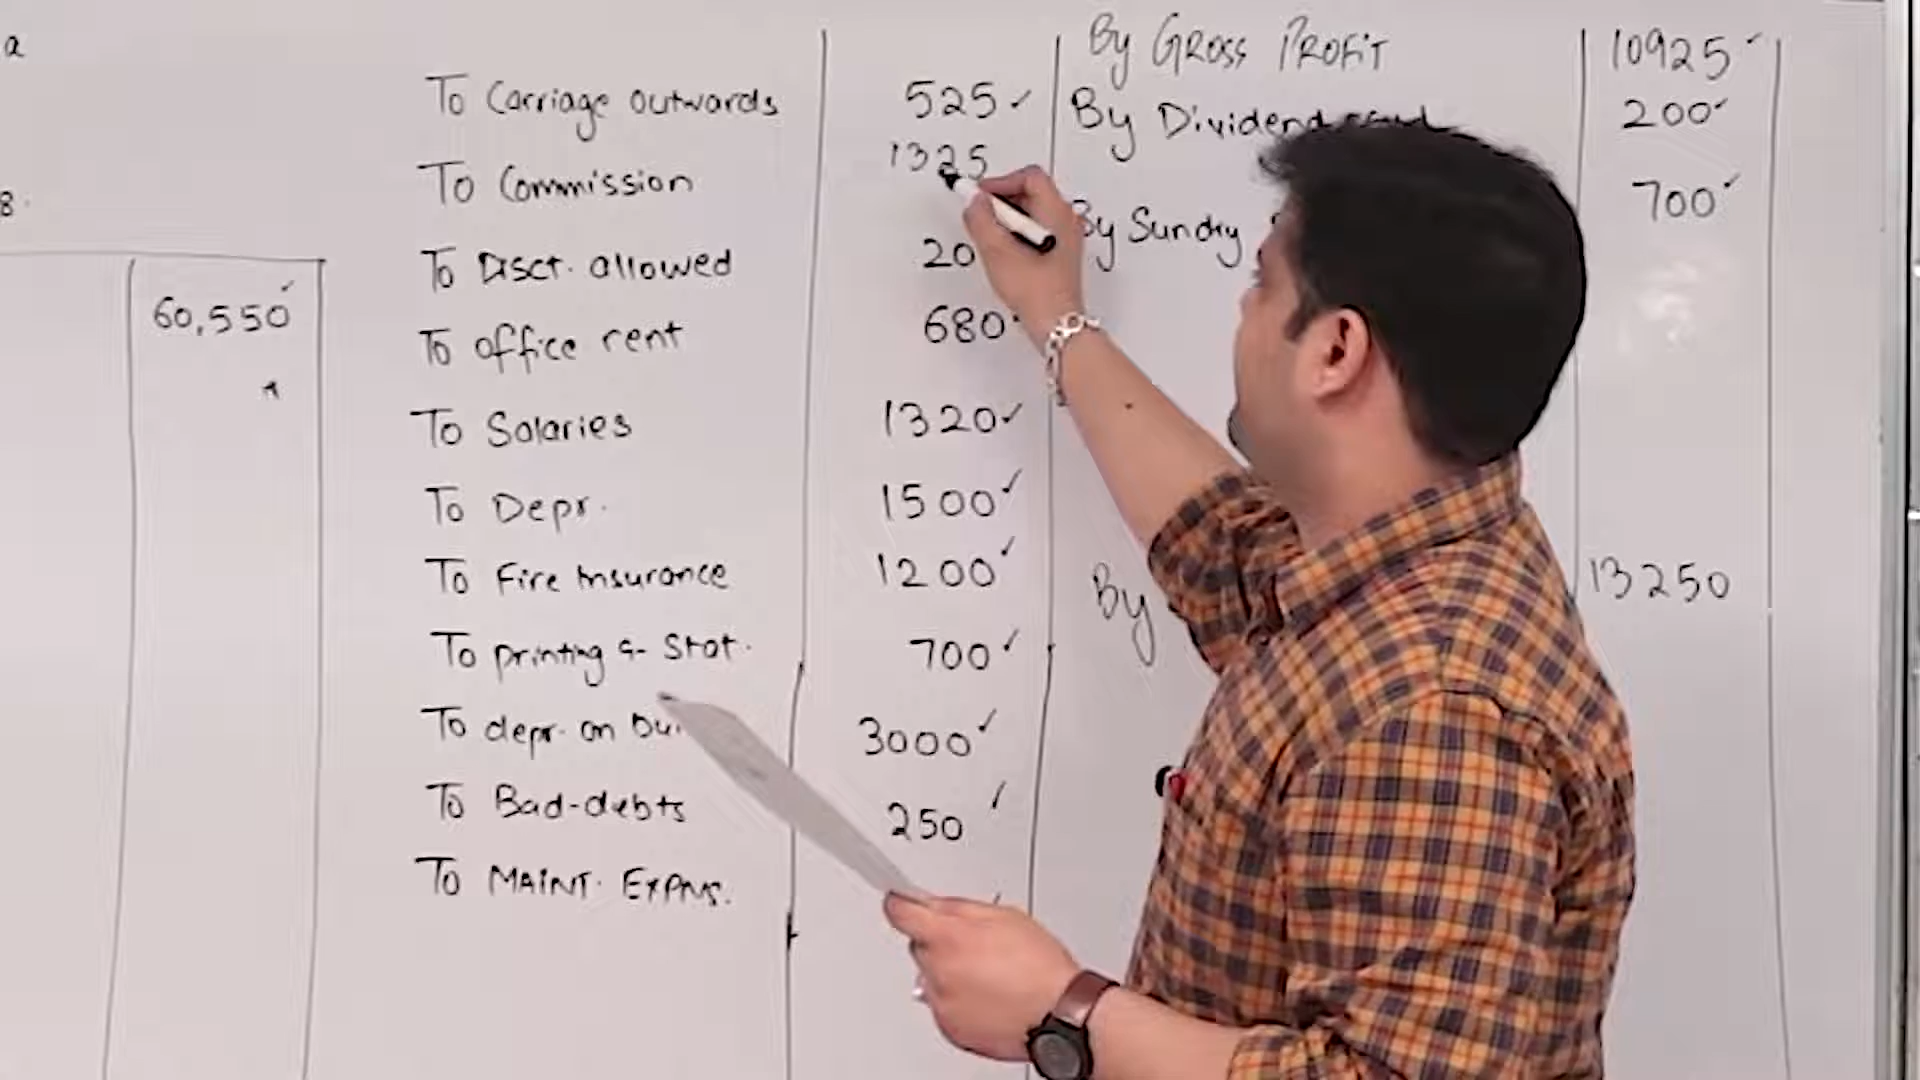 a
8.
60,550
To Carriage outwards 525
To Commission 1325
To Disct. allowed 20
To office rent 680
To Salaries 1320
To Depr. 1500
To Fire Insurance 1200
To Printing & Stat. 700
To depr. on 3000
To Bad-debts 250
To MAINT. EXPNS.
By GROSS PROFIT 10925
By Dividend 200
By Sundry 700
By 13250